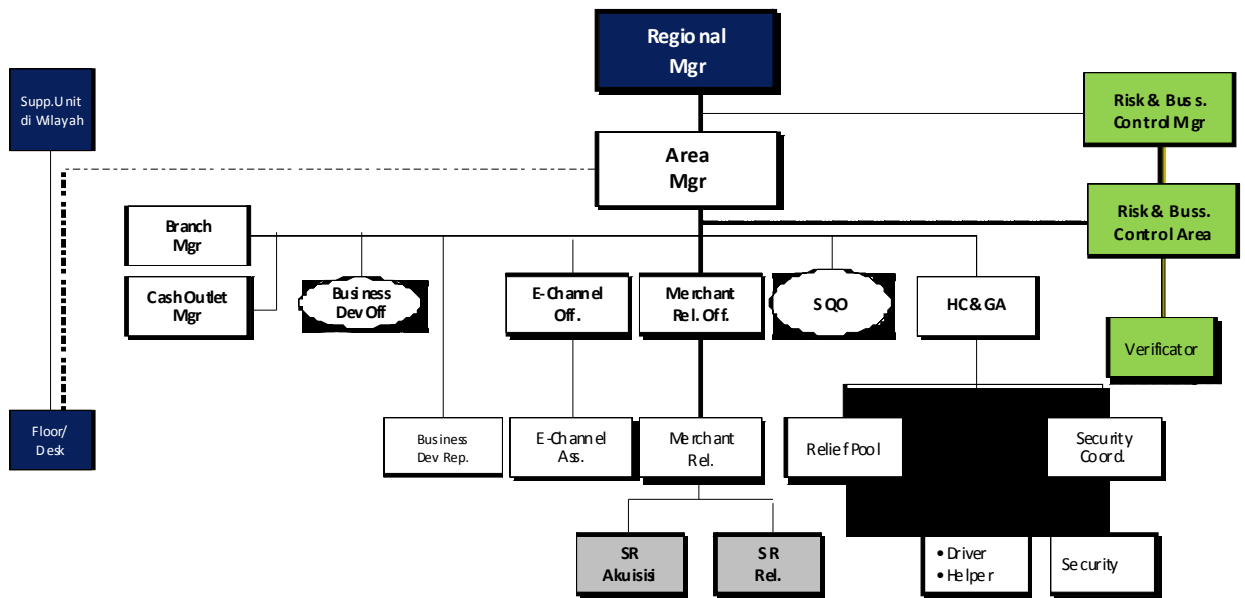 Regional
Mgr
Supp.Unit
di Wilayah
Risk & Buss.
Control Mgr
Area
Mgr
Risk & Buss.
Control Area
Branch
Mgr
Cash Outlet
Mgr
Business
Dev Off
E-Channel
Off.
Merchant
Rel. Off.
SQO
HC & GA
Verificator
Floor/
Desk
Business
Dev Rep.
E-Channel
Ass.
Merchant
Rel.
Relief Pool
Security
Coord.
SR
Akuisisi
SR
Rel.
• Driver
• Helper
Security